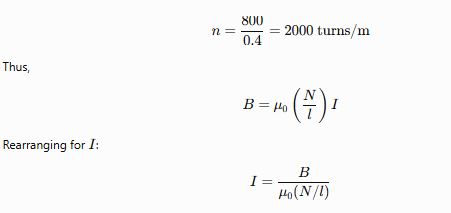 n = 800/0.4 = 2000 turns/m
Thus,
B = μ₀ (N/l) I
Rearranging for I:
I = B/μ₀(N/l)